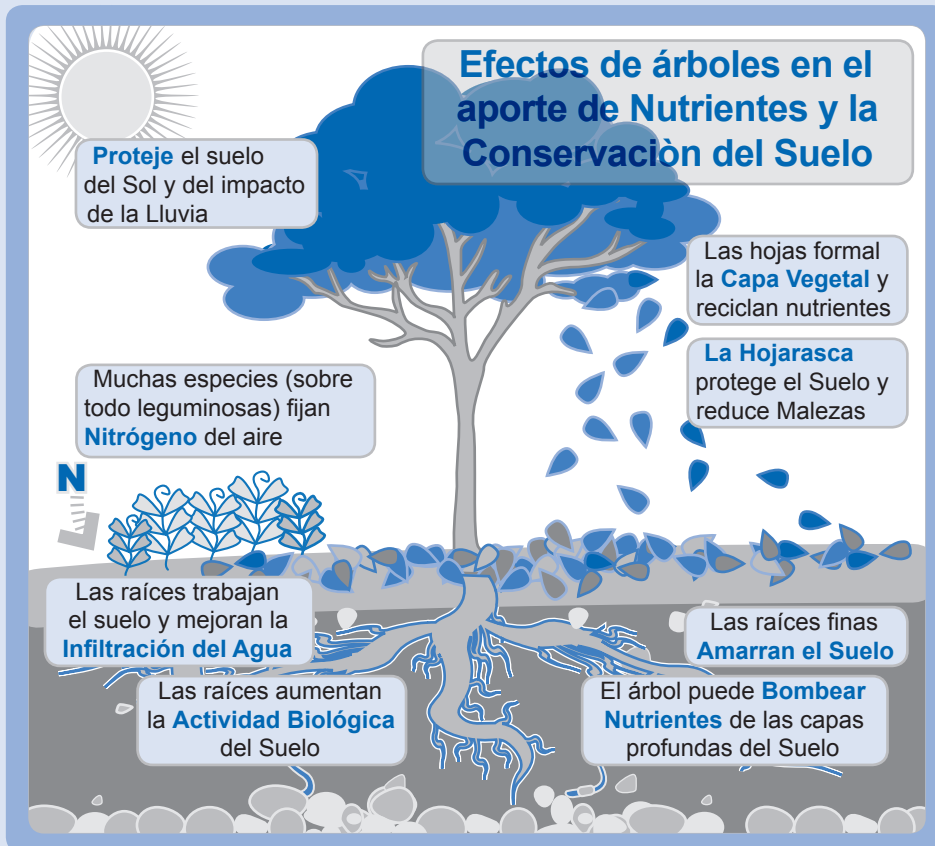 Efectos de árboles en el
aporte de Nutrientes y la
Conservaciòn del Suelo
Proteje el suelo
del Sol y del impacto
de la Lluvia
Las hojas formal
la Capa Vegetal y
reciclan nutrientes
La Hojarasca
protege el Suelo y
reduce Malezas
Muchas especies (sobre
todo leguminosas) fijan
Nitrógeno del aire
N
Las raíces trabajan
el suelo y mejoran la
Infiltración del Agua
Las raíces finas
Amarran el Suelo
Las raíces aumentan
la Actividad Biológica
del Suelo
El árbol puede Bombear
Nutrientes de las capas
profundas del Suelo